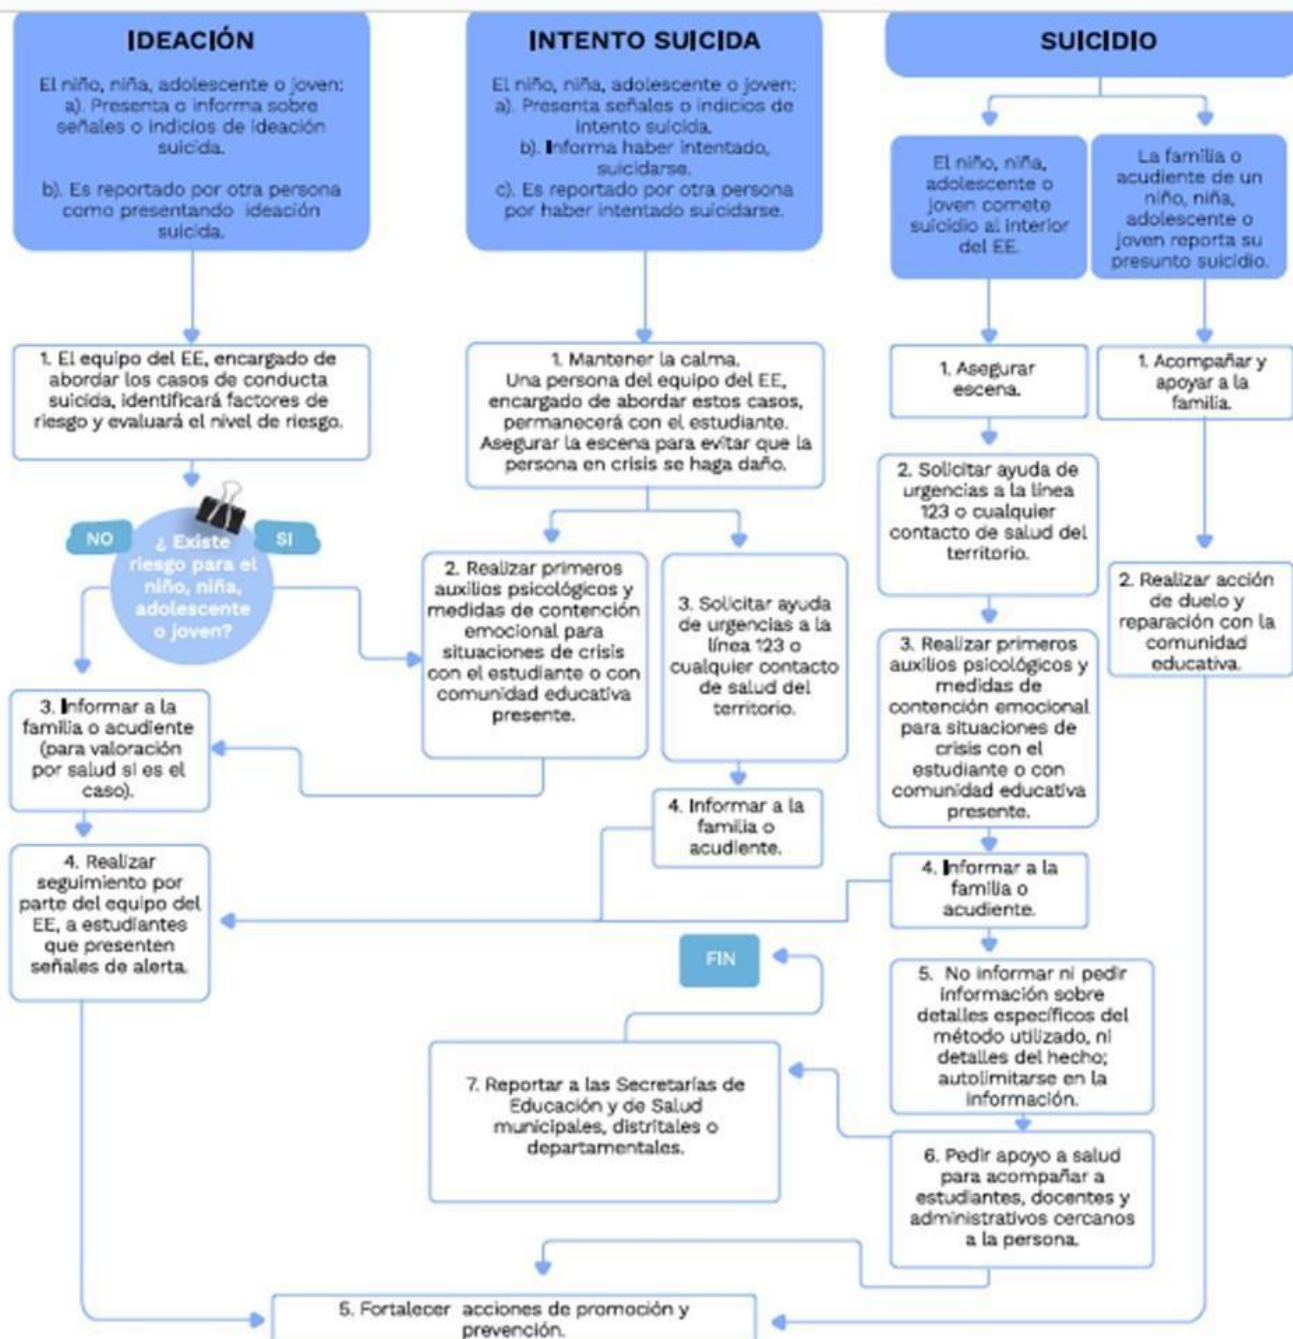 IDEACIÓN
El niño, niña, adolescente o joven:
a). Presenta o informa sobre
señales o indicios de ideación
suicida.
b). Es reportado por otra persona
como presentando ideación
suicida.
INTENTO SUICIDA
El niño, niña, adolescente o joven:
a). Presenta señales o indicios de
intento suicida.
b). Informa haber intentado,
suicidarse.
c). Es reportado por otra persona
por haber intentado suicidarse.
SUICIDIO
El niño, niña,
adolescente o
joven comete
suicidio al interior
del EE.
La familia o
acudiente de un
niño, niña,
adolescente o
joven reporta su
presunto suicidio.
1. El equipo del EE, encargado de
abordar los casos de conducta
suicida, identificará factores de
riesgo y evaluará el nivel de riesgo.
NO
SI
¿ Existe
riesgo para el
niño, niña,
adolescente
o joven?
3. Informar a la
familia o acudiente
(para valoración
por salud si es el
caso).
4. Realizar
seguimiento por
parte del equipo del
EE, a estudiantes
que presenten
señales de alerta.
1. Mantener la calma.
Una persona del equipo del EE,
encargado de abordar estos casos,
permanecerá con el estudiante.
Asegurar la escena para evitar que la
persona en crisis se haga daño.
2. Realizar primeros
auxilios psicológicos y
medidas de contención
emocional para
situaciones de crisis
con el estudiante o con
comunidad educativa
presente.
3. Solicitar ayuda
de urgencias a la
línea 123 o
cualquier contacto
de salud del
territorio.
4. Informar a la
familia o
acudiente.
1. Asegurar
escena.
2. Solicitar ayuda de
urgencias a la línea
123 o cualquier
contacto de salud del
territorio.
3. Realizar primeros
auxilios psicológicos y
medidas de
contención emocional
para situaciones de
crisis con el
estudiante o con
comunidad educativa
presente.
4. Informar a la
familia o
acudiente.
5. No informar ni pedir
información sobre
detalles específicos del
método utilizado, ni
detalles del hecho;
autolimitarse en la
información.
6. Pedir apoyo a salud
para acompañar a
estudiantes, docentes y
administrativos cercanos
a la persona.
1. Acompañar y
apoyar a la
familia.
2. Realizar acción
de duelo y
reparación con la
comunidad
educativa.
FIN
7. Reportar a las Secretarías de
Educación y de Salud
municipales, distritales o
departamentales.
5. Fortalecer acciones de promoción y
prevención.